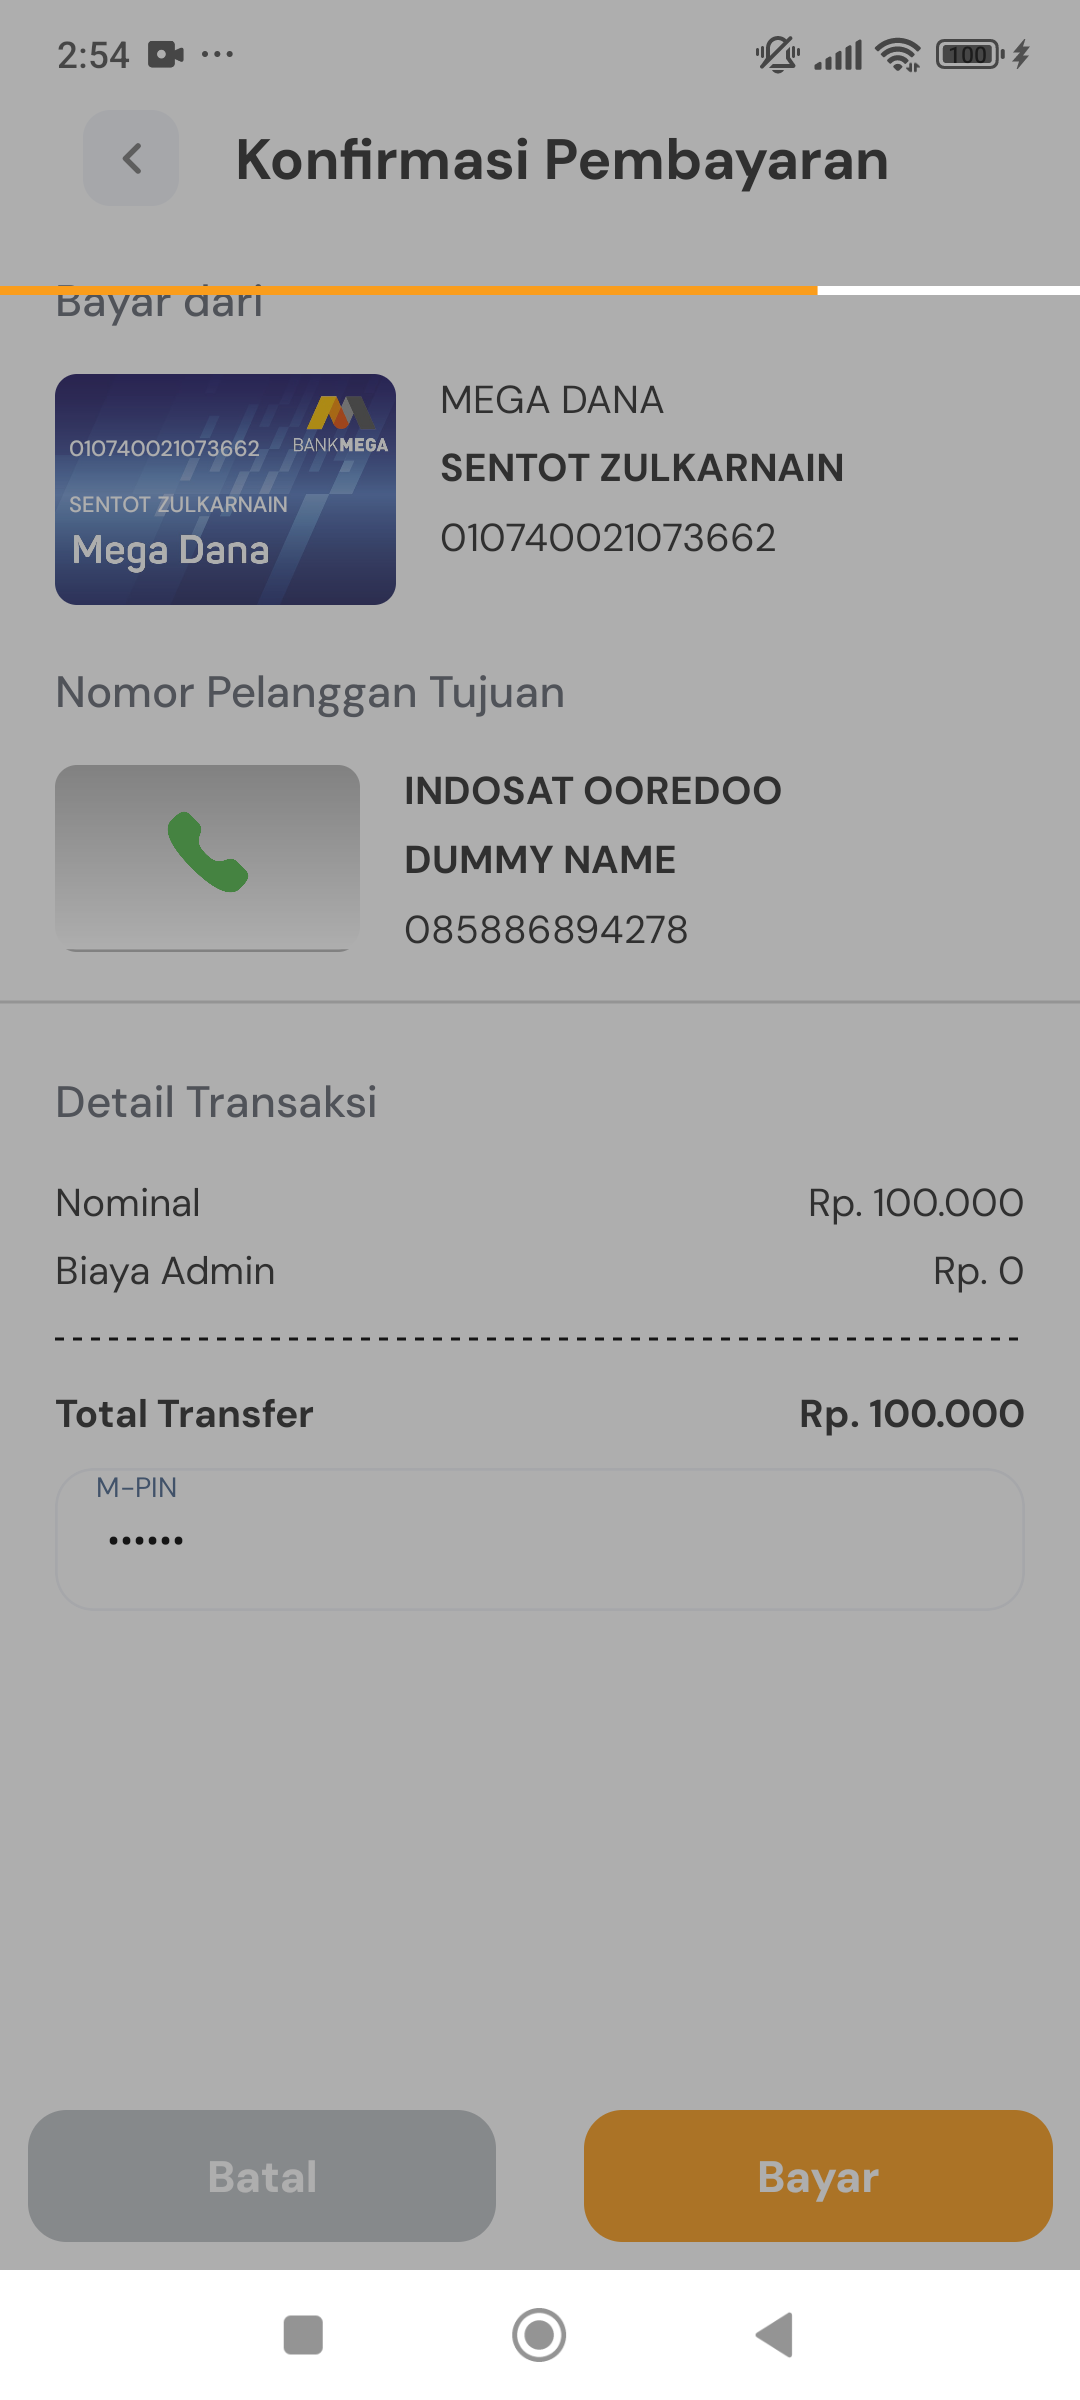 2:54
100
Konfirmasi Pembayaran
Bayar dari
010740021073662
BANKMEGA
SENTOT ZULKARNAIN
Mega Dana
MEGA DANA
SENTOT ZULKARNAIN
010740021073662
Nomor Pelanggan Tujuan
INDOSAT OOREDOO
DUMMY NAME
085886894278
Detail Transaksi
Nominal Rp. 100.000
Biaya Admin Rp. 0
Total Transfer Rp. 100.000
M-PIN
••••••
Batal Bayar